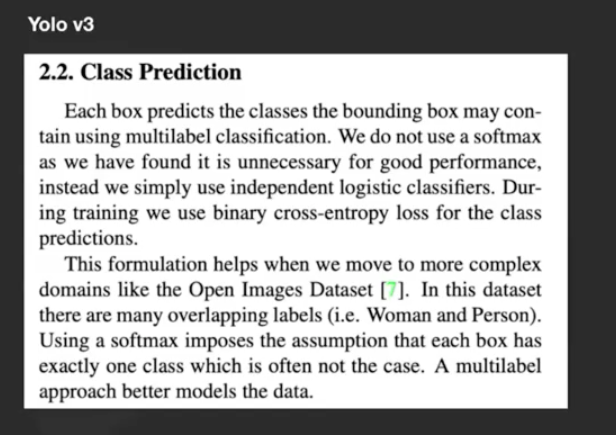 Yolo v3
2.2. Class Prediction
Each box predicts the classes the bounding box may con-
tain using multilabel classification. We do not use a softmax
as we have found it is unnecessary for good performance,
instead we simply use independent logistic classifiers. Dur-
ing training we use binary cross-entropy loss for the class
predictions.
This formulation helps when we move to more complex
domains like the Open Images Dataset [7]. In this dataset
there are many overlapping labels (i.e. Woman and Person).
Using a softmax imposes the assumption that each box has
exactly one class which is often not the case. A multilabel
approach better models the data.